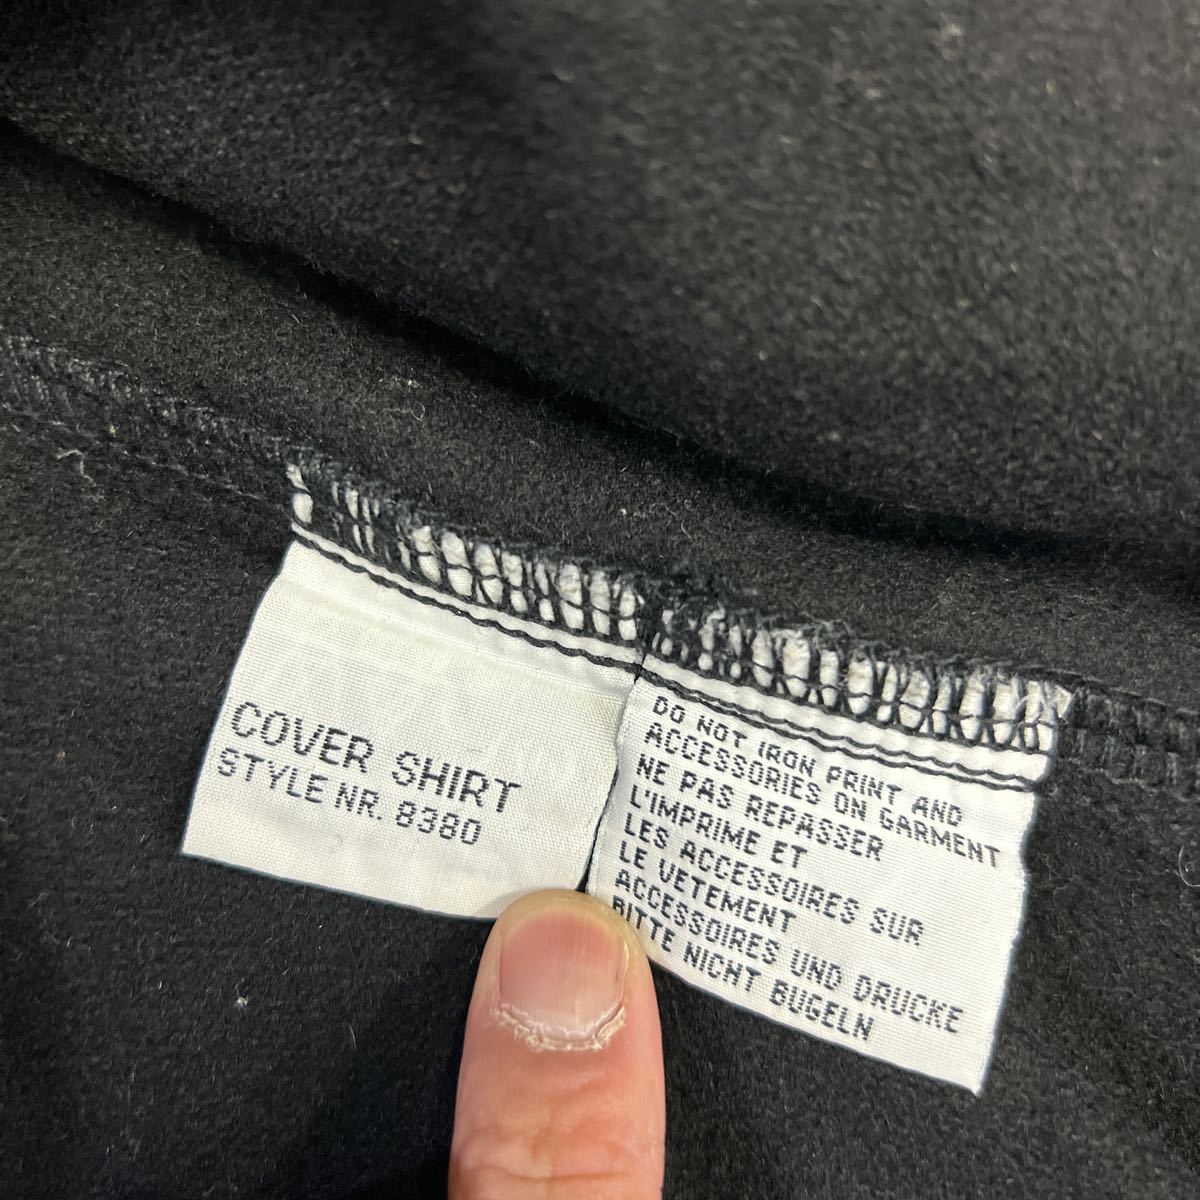 COVER SHIRT
STYLE NR. 8380
DO NOT IRON PRINT AND
ACCESSORIES ON GARMENT
NE PAS REPASSER
L'IMPRIME ET
LES ACCESSOIRES SUR
LE VETEMENT
ACCESSOIRES UND DRUCKE
BITTE NICHT BUGELN